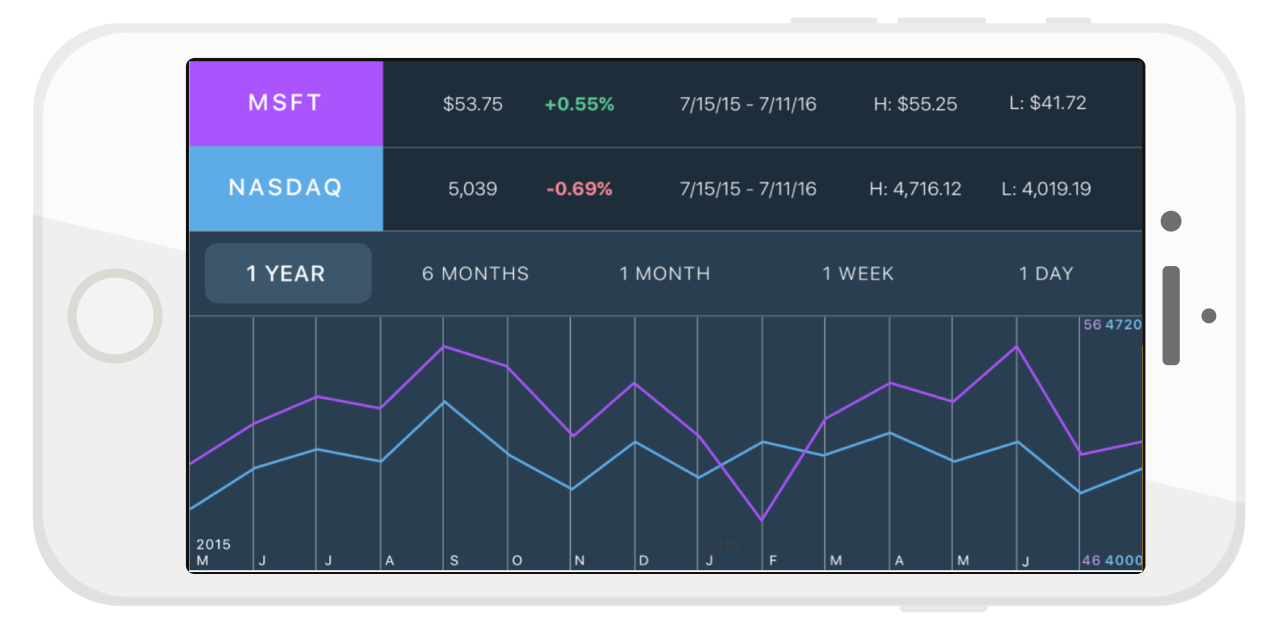 MSFT $53.75 +0.55% 7/15/15 - 7/11/16 H: $55.25 L: $41.72
NASDAQ 5,039 -0.69% 7/15/15 - 7/11/16 H: 4,716.12 L: 4,019.19
1 YEAR 6 MONTHS 1 MONTH 1 WEEK 1 DAY
56 4720
2015
M J J A S O N D J F M A M J 46 4000